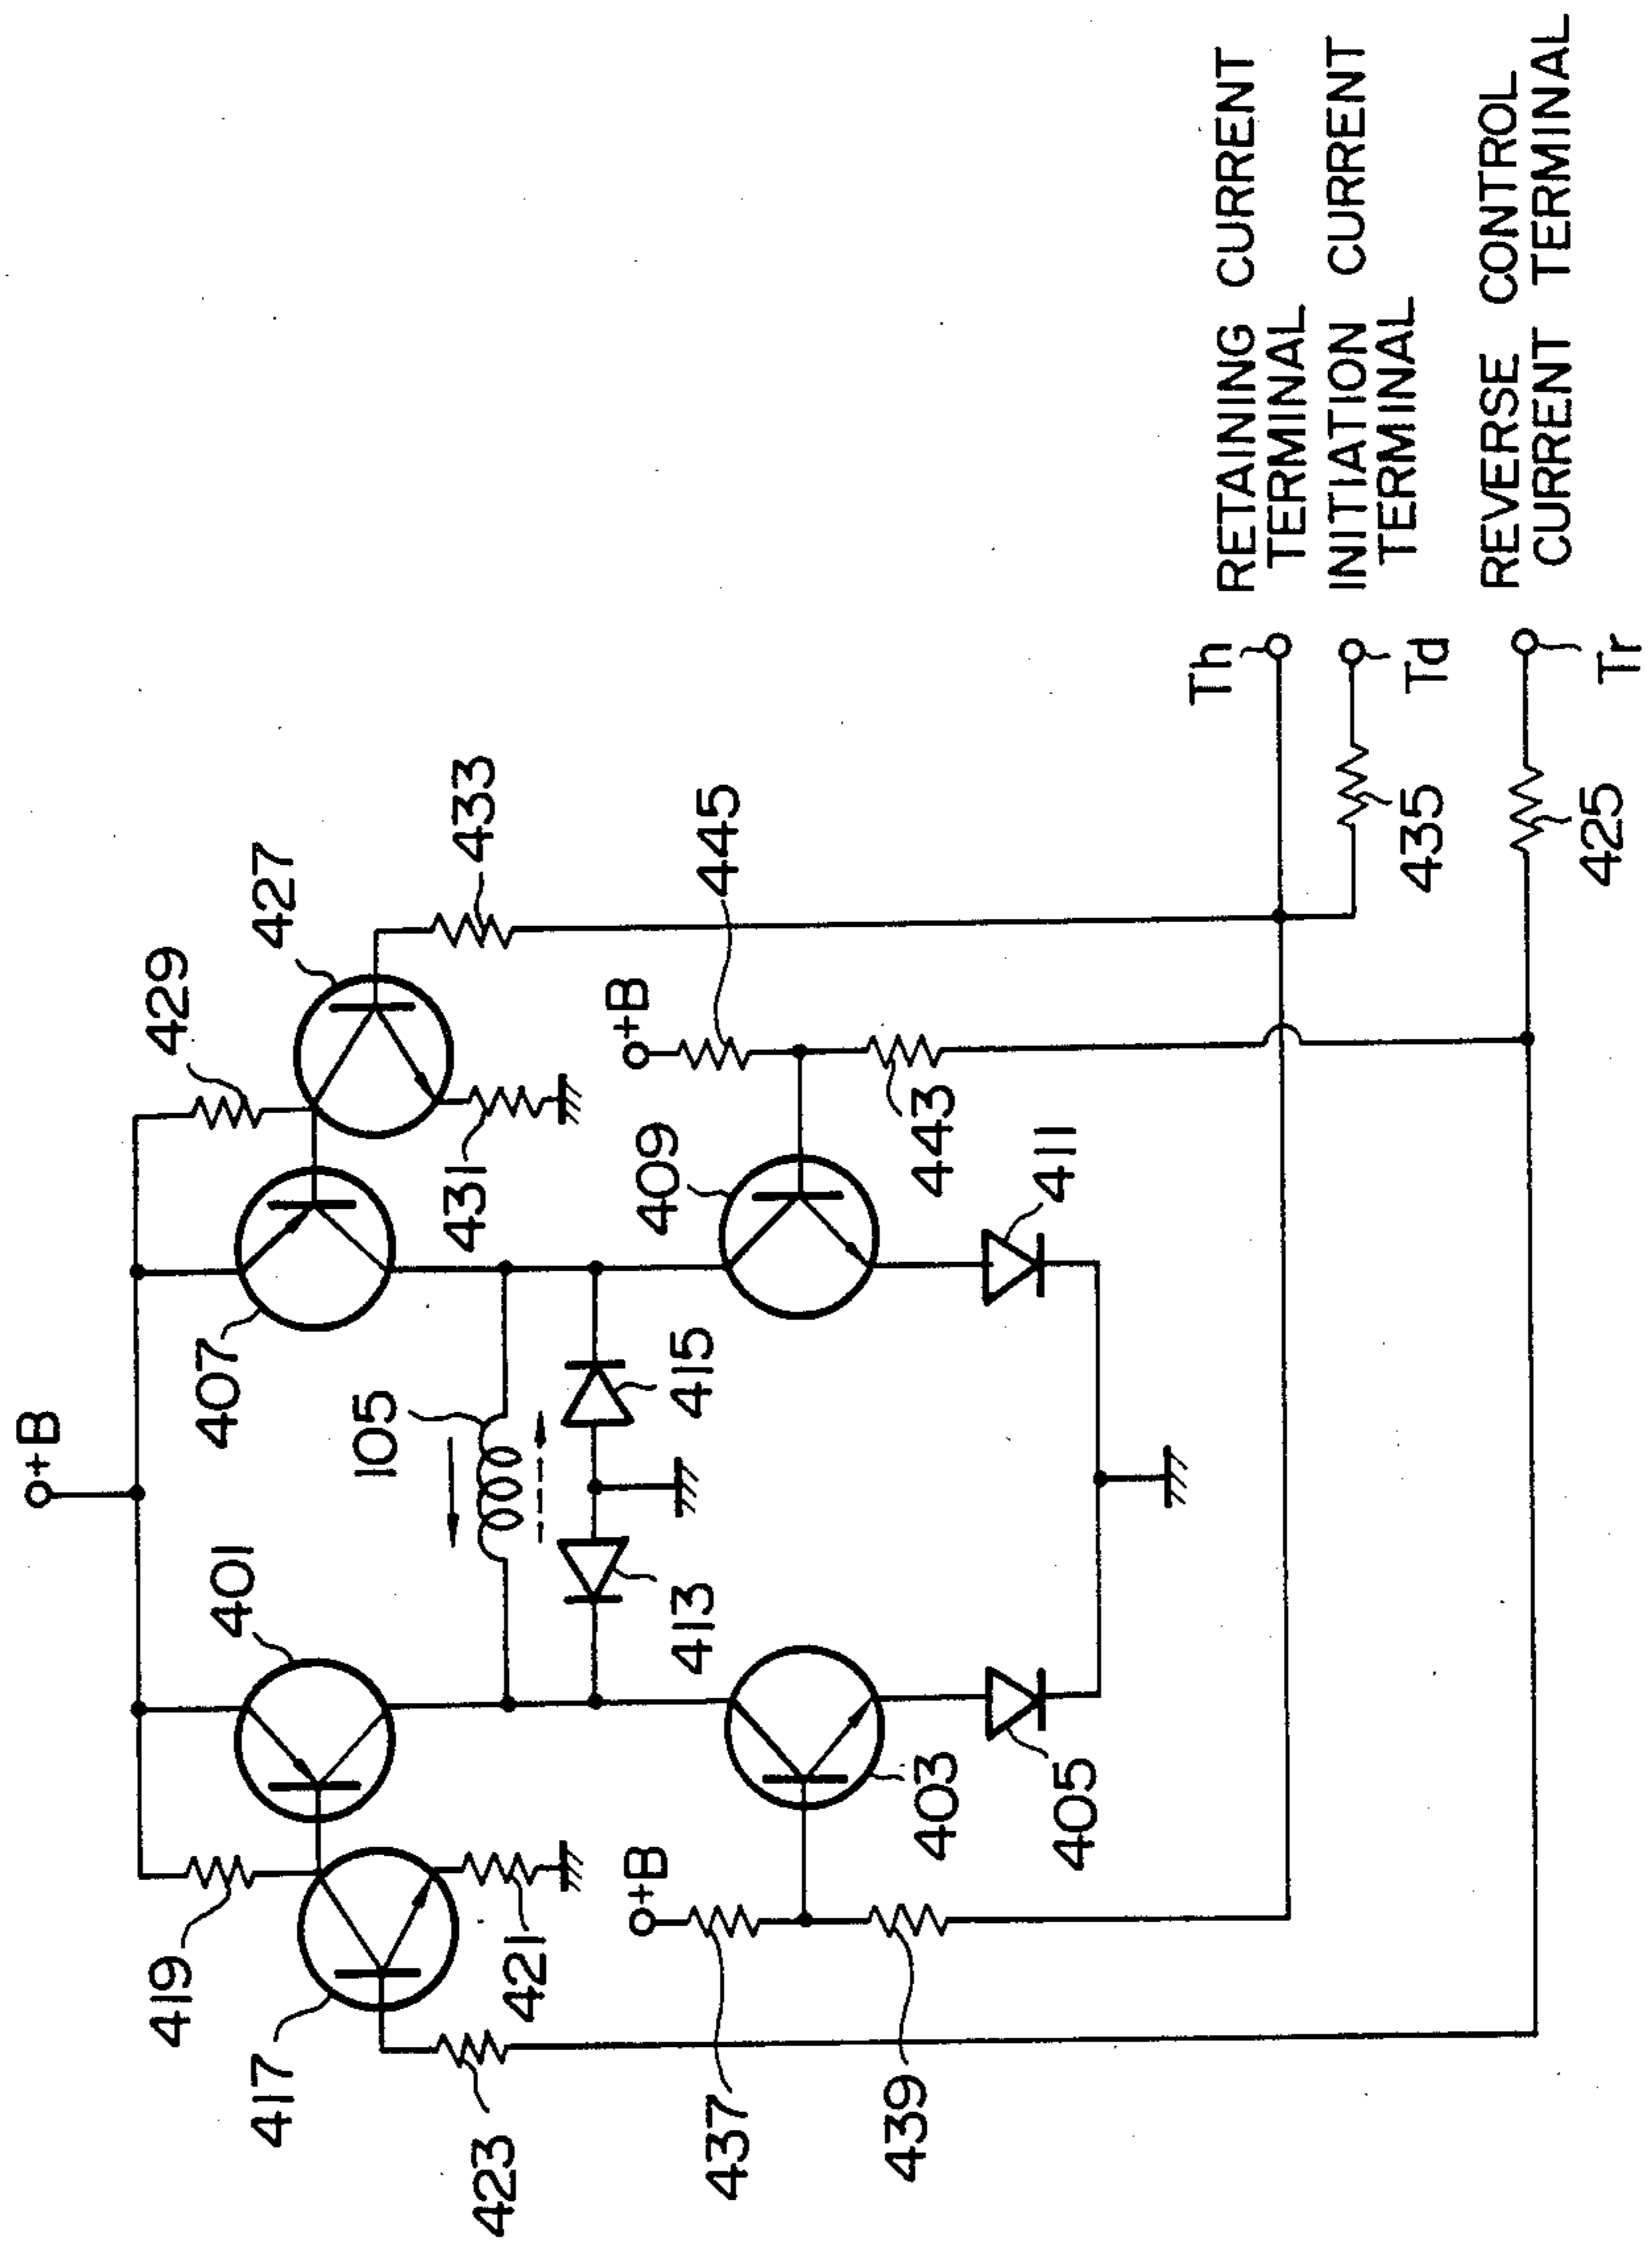 +B
429
427
433
407
401
419
417
423
431
105
+B
445
415
413
409
443
411
+B
421
437
439
403
405
Th
RETAINING CURRENT
TERMINAL
435
Td
INITIATION CURRENT
TERMINAL
425
Tr
REVERSE CONTROL
CURRENT TERMINAL